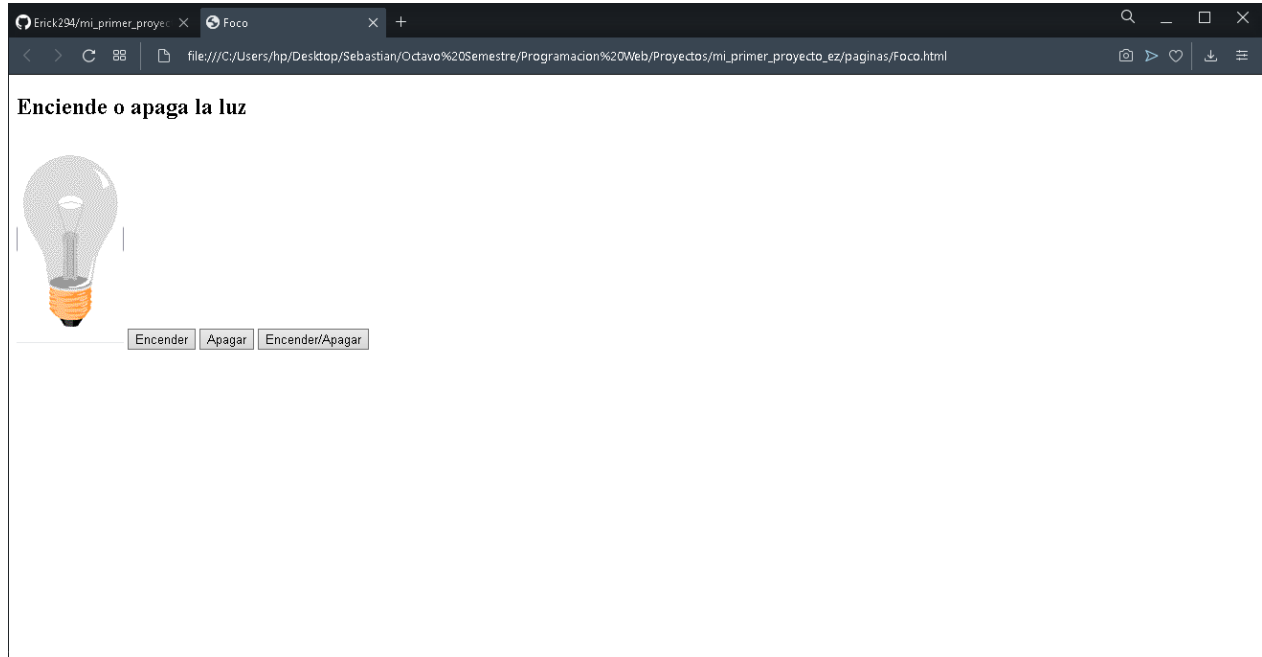 Erick294/mi_primer_proyec
Foco
file:///C:/Users/hp/Desktop/Sebastian/Octavo%20Semestre/Programacion%20Web/Proyectos/mi_primer_proyecto_ez/paginas/Foco.html
Enciende o apaga la luz
Encender Apagar Encender/Apagar